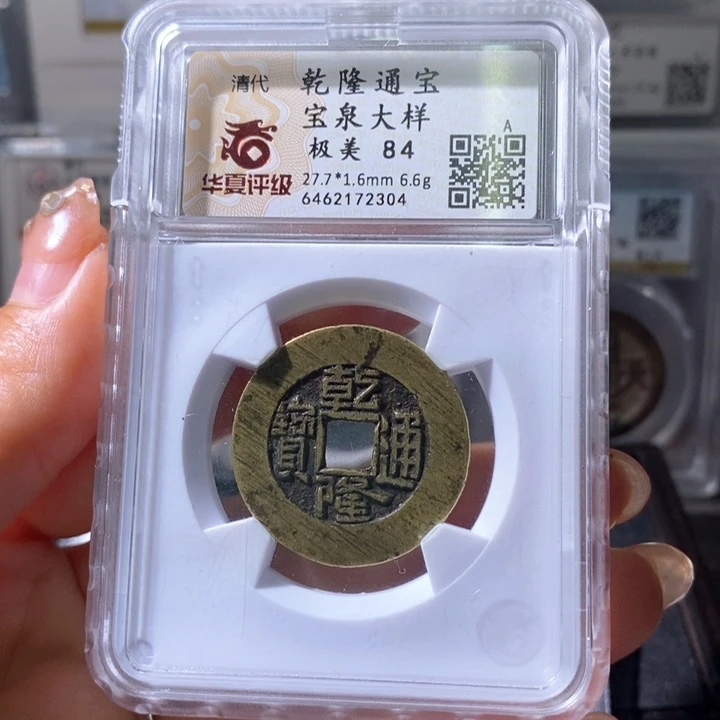 清代
华夏评级
乾隆通宝
宝泉大样
极美 84
27.7*1.6mm 6.6g
6462172304
A
乾隆通寶